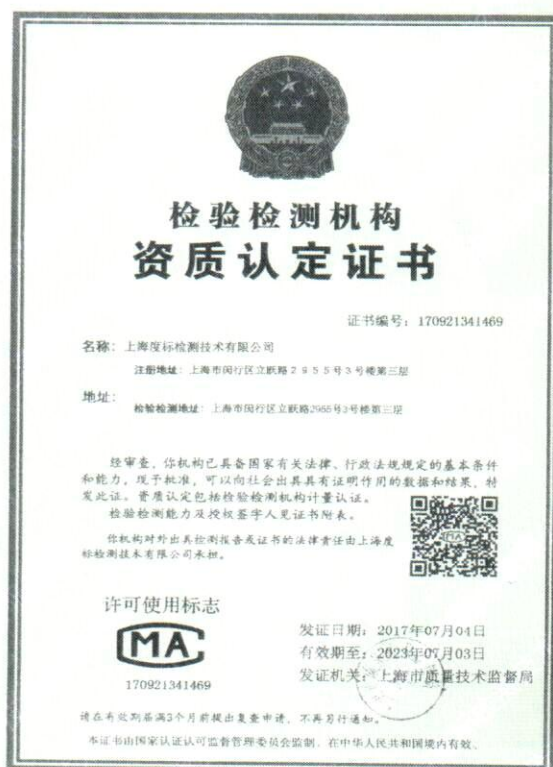 检验检测机构
资质认定证书
证书编号：170921341469
名称：上海度标检测技术有限公司
注册地址：上海市闵行区立跃路２９５５号３号楼第三层
地址：
检验检测地址：上海市闵行区立跃路2955号3号楼第三层
经审查，你机构已具备国家有关法律、行政法规规定的基本条件
和能力，现予批准，可以向社会出具具有证明作用的数据和结果，特
发此证。资质认定包括检验检测机构计量认证。
检验检测能力及授权签字人见证书附表。
你机构对外出具检测报告或证书的法律责任由上海度
标检测技术有限公司承担。
许可使用标志
MA
170921341469
发证日期：2017年07月04日
有效期至：2023年07月03日
发证机关：上海市质量技术监督局
请在有效期届满3个月前提出复查申请，不再另行通知。
本证书由国家认证认可监督管理委员会监制，在中华人民共和国境内有效。